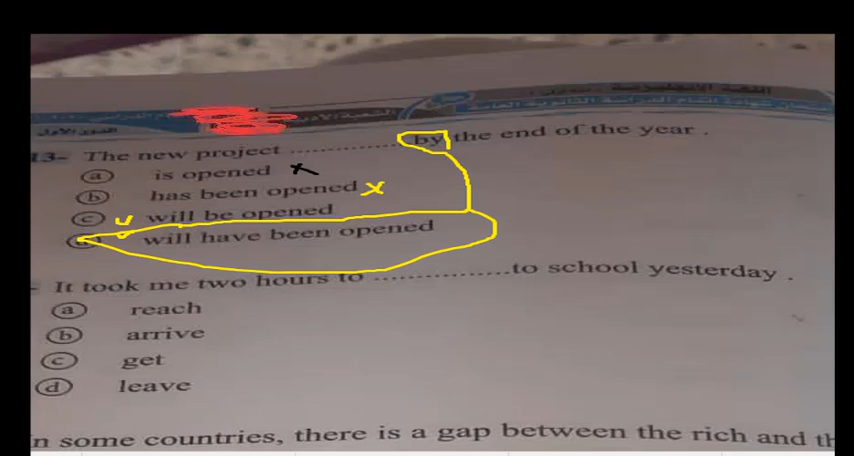 اللغة الإنجليزية
13- The new project ............... by the end of the year .
a is opened
b has been opened
c will be opened
will have been opened
- It took me two hours to ............... to school yesterday .
a reach
b arrive
c get
d leave
n some countries, there is a gap between the rich and th